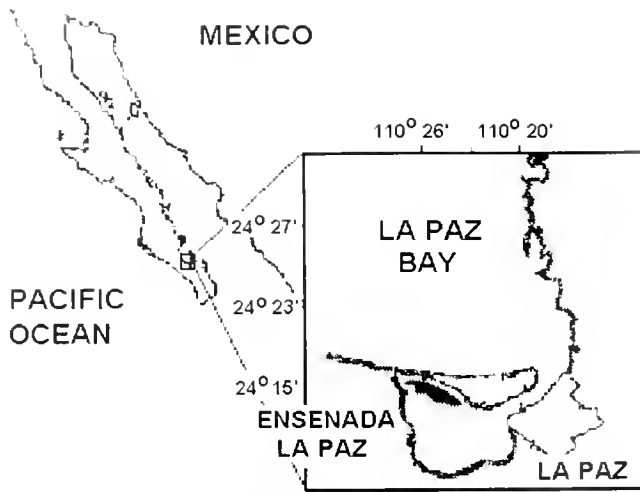 MEXICO
110° 26' 110° 20'
24° 27'
LA PAZ
BAY
PACIFIC
OCEAN
24° 23'
24° 15'
ENSENADA
LA PAZ
LA PAZ